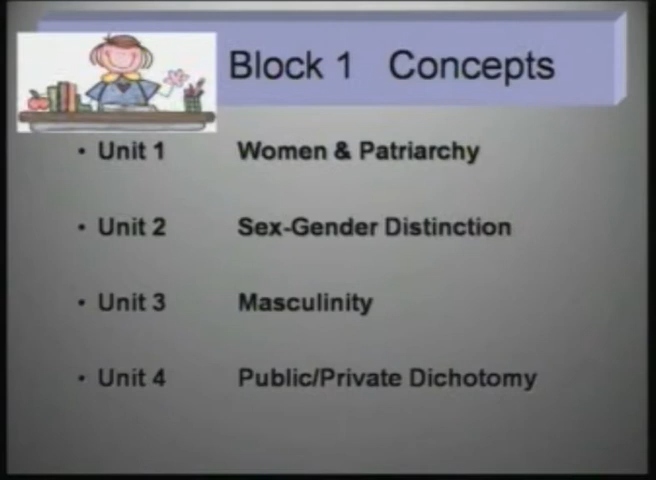 Block 1 Concepts
• Unit 1 Women & Patriarchy
• Unit 2 Sex-Gender Distinction
• Unit 3 Masculinity
• Unit 4 Public/Private Dichotomy